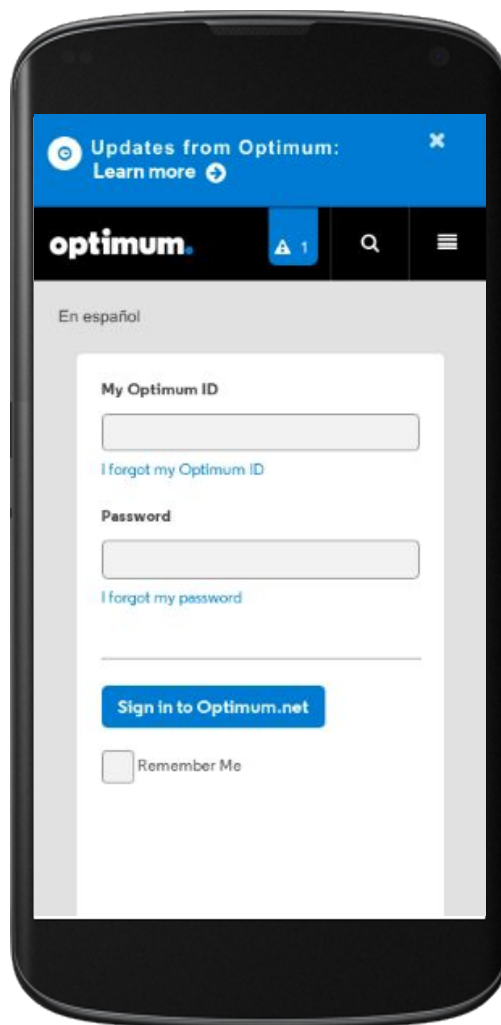 Updates from Optimum:
Learn more
optimum.
1
En español
My Optimum ID
I forgot my Optimum ID
Password
I forgot my password
Sign in to Optimum.net
Remember Me